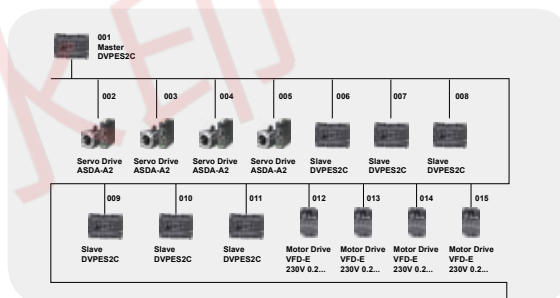 001
Master
DVPES2C
002
003
004
005
006
007
008
Servo Drive
ASDA-A2
Servo Drive
ASDA-A2
Servo Drive
ASDA-A2
Servo Drive
ASDA-A2
Slave
DVPES2C
Slave
DVPES2C
Slave
DVPES2C
009
010
011
012
013
014
015
Slave
DVPES2C
Slave
DVPES2C
Slave
DVPES2C
Motor Drive
VFD-E
230V 0.2...
Motor Drive
VFD-E
230V 0.2...
Motor Drive
VFD-E
230V 0.2...
Motor Drive
VFD-E
230V 0.2...